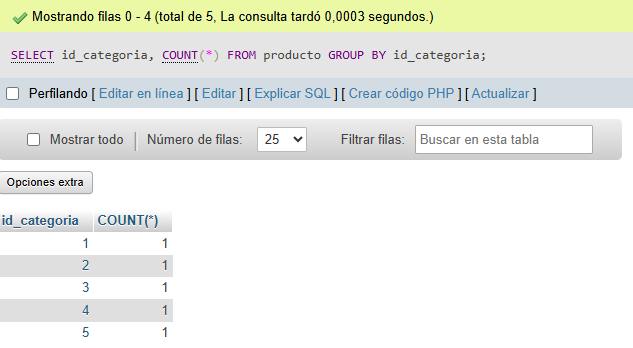 Mostrando filas 0 - 4 (total de 5, La consulta tardó 0,0003 segundos.)
SELECT id_categoria, COUNT(*) FROM producto GROUP BY id_categoria;
Perfilando [ Editar en línea ] [ Editar ] [ Explicar SQL ] [ Crear código PHP ] [ Actualizar ]
Mostrar todo Número de filas: 25 Filtrar filas: Buscar en esta tabla
Opciones extra
id_categoria COUNT(*)
1 1
2 1
3 1
4 1
5 1